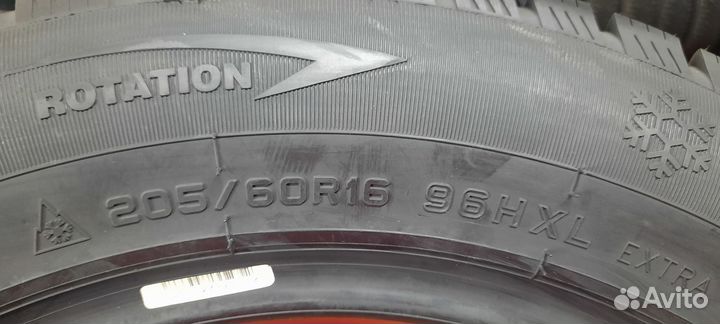 ROTATION
205/60R16 96H XL EXTRA
Avito